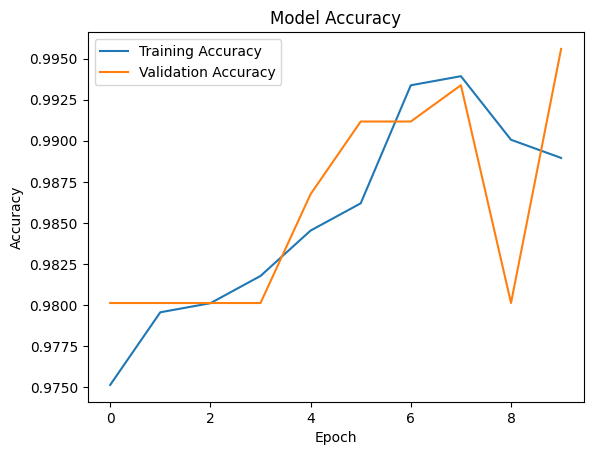 Model Accuracy
Training Accuracy
Validation Accuracy
Accuracy
0.9950
0.9925
0.9900
0.9875
0.9850
0.9825
0.9800
0.9775
0.9750
0 2 4 6 8
Epoch